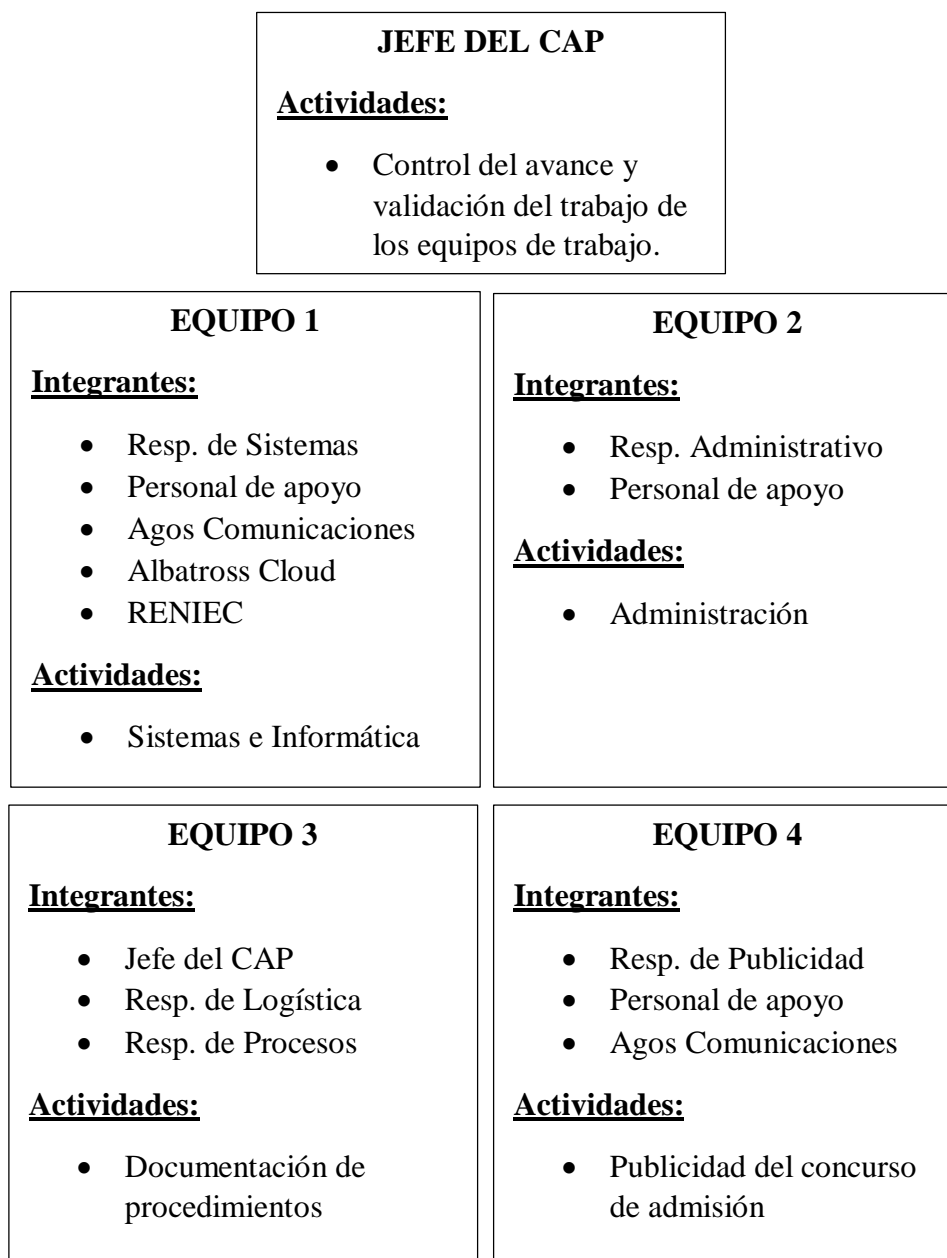 JEFE DEL CAP
Actividades:
• Control del avance y
validación del trabajo de
los equipos de trabajo.
EQUIPO 1
Integrantes:
• Resp. de Sistemas
• Personal de apoyo
• Agos Comunicaciones
• Albatross Cloud
• RENIEC
Actividades:
• Sistemas e Informática
EQUIPO 2
Integrantes:
• Resp. Administrativo
• Personal de apoyo
Actividades:
• Administración
EQUIPO 3
Integrantes:
• Jefe del CAP
• Resp. de Logística
• Resp. de Procesos
Actividades:
• Documentación de
procedimientos
EQUIPO 4
Integrantes:
• Resp. de Publicidad
• Personal de apoyo
• Agos Comunicaciones
Actividades:
• Publicidad del concurso
de admisión